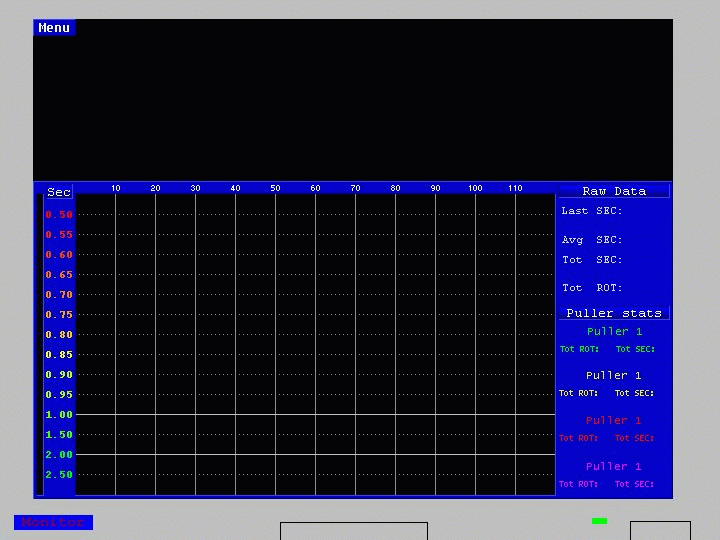 Menu
Sec 10 20 30 40 50 60 70 80 90 100 110 Raw Data
0.50 Last SEC:
0.55 Avg SEC:
0.60 Tot SEC:
0.65
0.70 Tot ROT:
0.75 Puller stats
0.80 Puller 1
0.85 Tot ROT: Tot SEC:
0.90 Puller 1
0.95 Tot ROT: Tot SEC:
1.00 Puller 1
1.50 Tot ROT: Tot SEC:
2.00 Puller 1
2.50 Tot ROT: Tot SEC:
Monitor